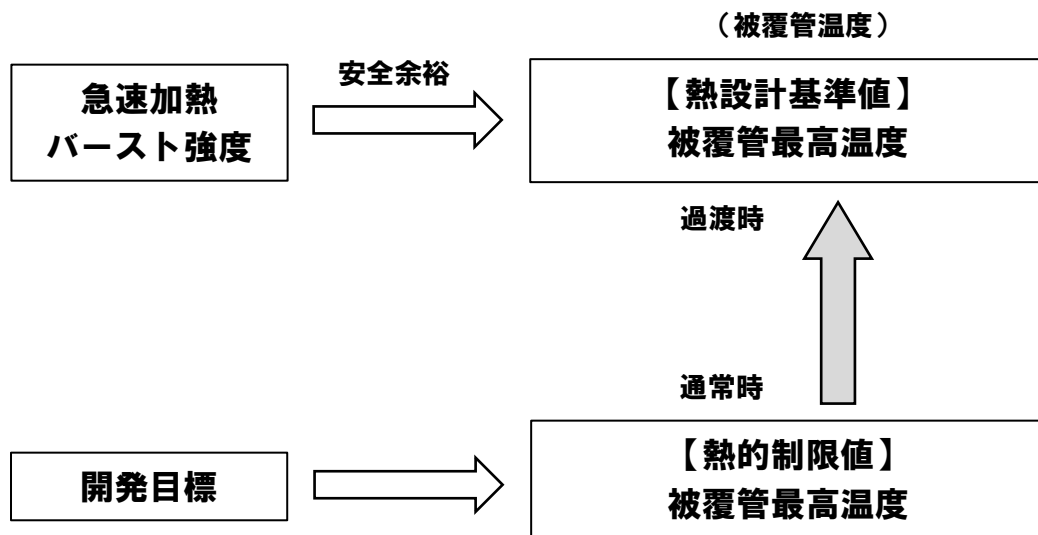 （被覆管温度）
急速加熱
バースト強度
安全余裕
【熱設計基準値】
被覆管最高温度
過渡時
通常時
開発目標
【熱的制限値】
被覆管最高温度